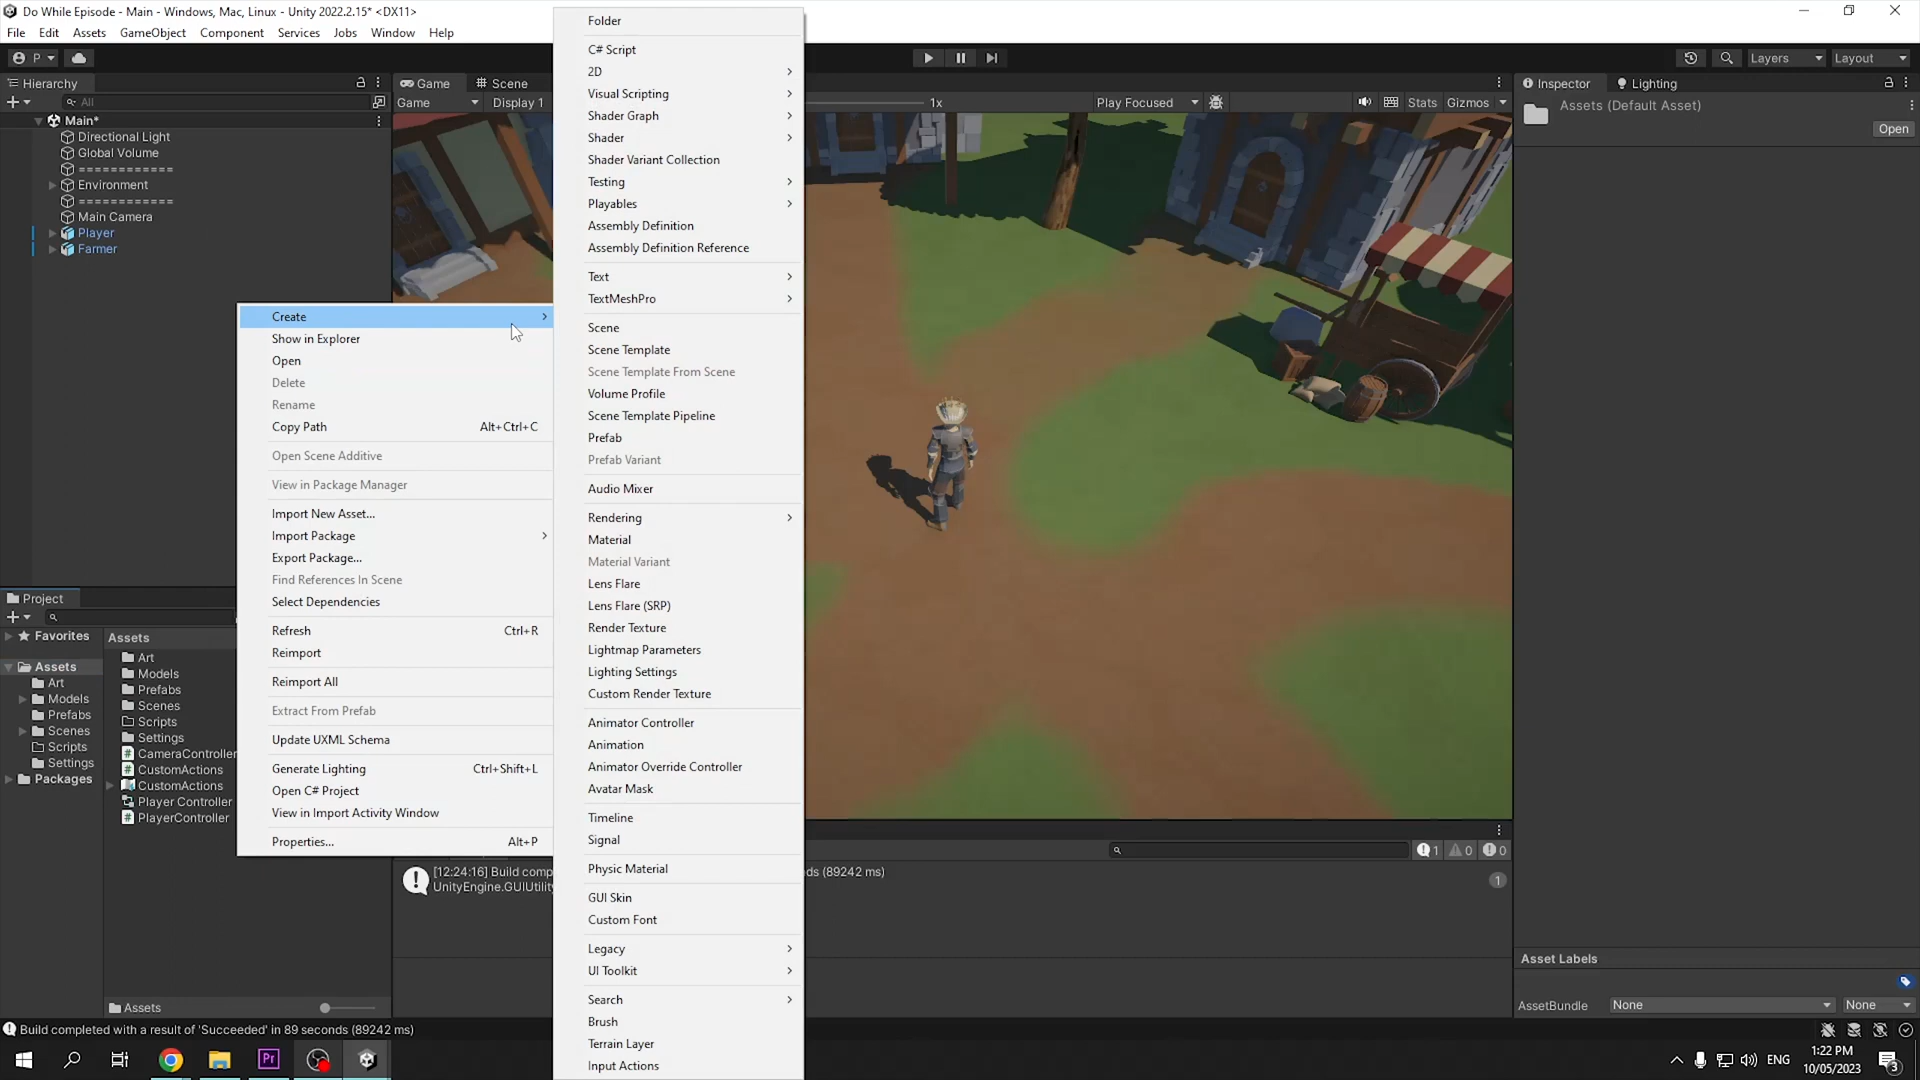 Do While Episode - Main - Windows, Mac, Linux - Unity 2022.2.15* <DX11>
File Edit Assets GameObject Component Services Jobs Window Help
P
Layers Layout
Hierarchy
All
Main*
Directional Light
Global Volume
============
Environment
============
Main Camera
Player
Farmer
Game Scene
Game Display 1 1x Play Focused Stats Gizmos
Inspector Lighting
Assets (Default Asset)
Open
Create
Show in Explorer
Open
Delete
Rename
Copy Path Alt+Ctrl+C
Open Scene Additive
View in Package Manager
Import New Asset...
Import Package
Export Package...
Find References In Scene
Select Dependencies
Refresh Ctrl+R
Reimport
Reimport All
Extract From Prefab
Update UXML Schema
Generate Lighting Ctrl+Shift+L
Open C# Project
View in Import Activity Window
Properties... Alt+P
Folder
C# Script
2D
Visual Scripting
Shader Graph
Shader
Shader Variant Collection
Testing
Playables
Assembly Definition
Assembly Definition Reference
Text
TextMeshPro
Scene
Scene Template
Scene Template From Scene
Volume Profile
Scene Template Pipeline
Prefab
Prefab Variant
Audio Mixer
Rendering
Material
Material Variant
Lens Flare
Lens Flare (SRP)
Render Texture
Lightmap Parameters
Lighting Settings
Custom Render Texture
Animator Controller
Animation
Animator Override Controller
Avatar Mask
Timeline
Signal
Physic Material
GUI Skin
Custom Font
Legacy
UI Toolkit
Search
Brush
Terrain Layer
Input Actions
Project
Favorites
Assets
Art
Models
Prefabs
Scenes
Scripts
Settings
Packages
Assets
Art
Models
Prefabs
Scenes
Scripts
Settings
CameraController
CustomActions
CustomActions
Player Controller
PlayerController
Assets
1 0 0
[12:24:16] Build comp
ds (89242 ms)
UnityEngine.GUIUtility
1
Asset Labels
AssetBundle None None
Build completed with a result of 'Succeeded' in 89 seconds (89242 ms)
Pr
ENG
1:22 PM
10/05/2023
3